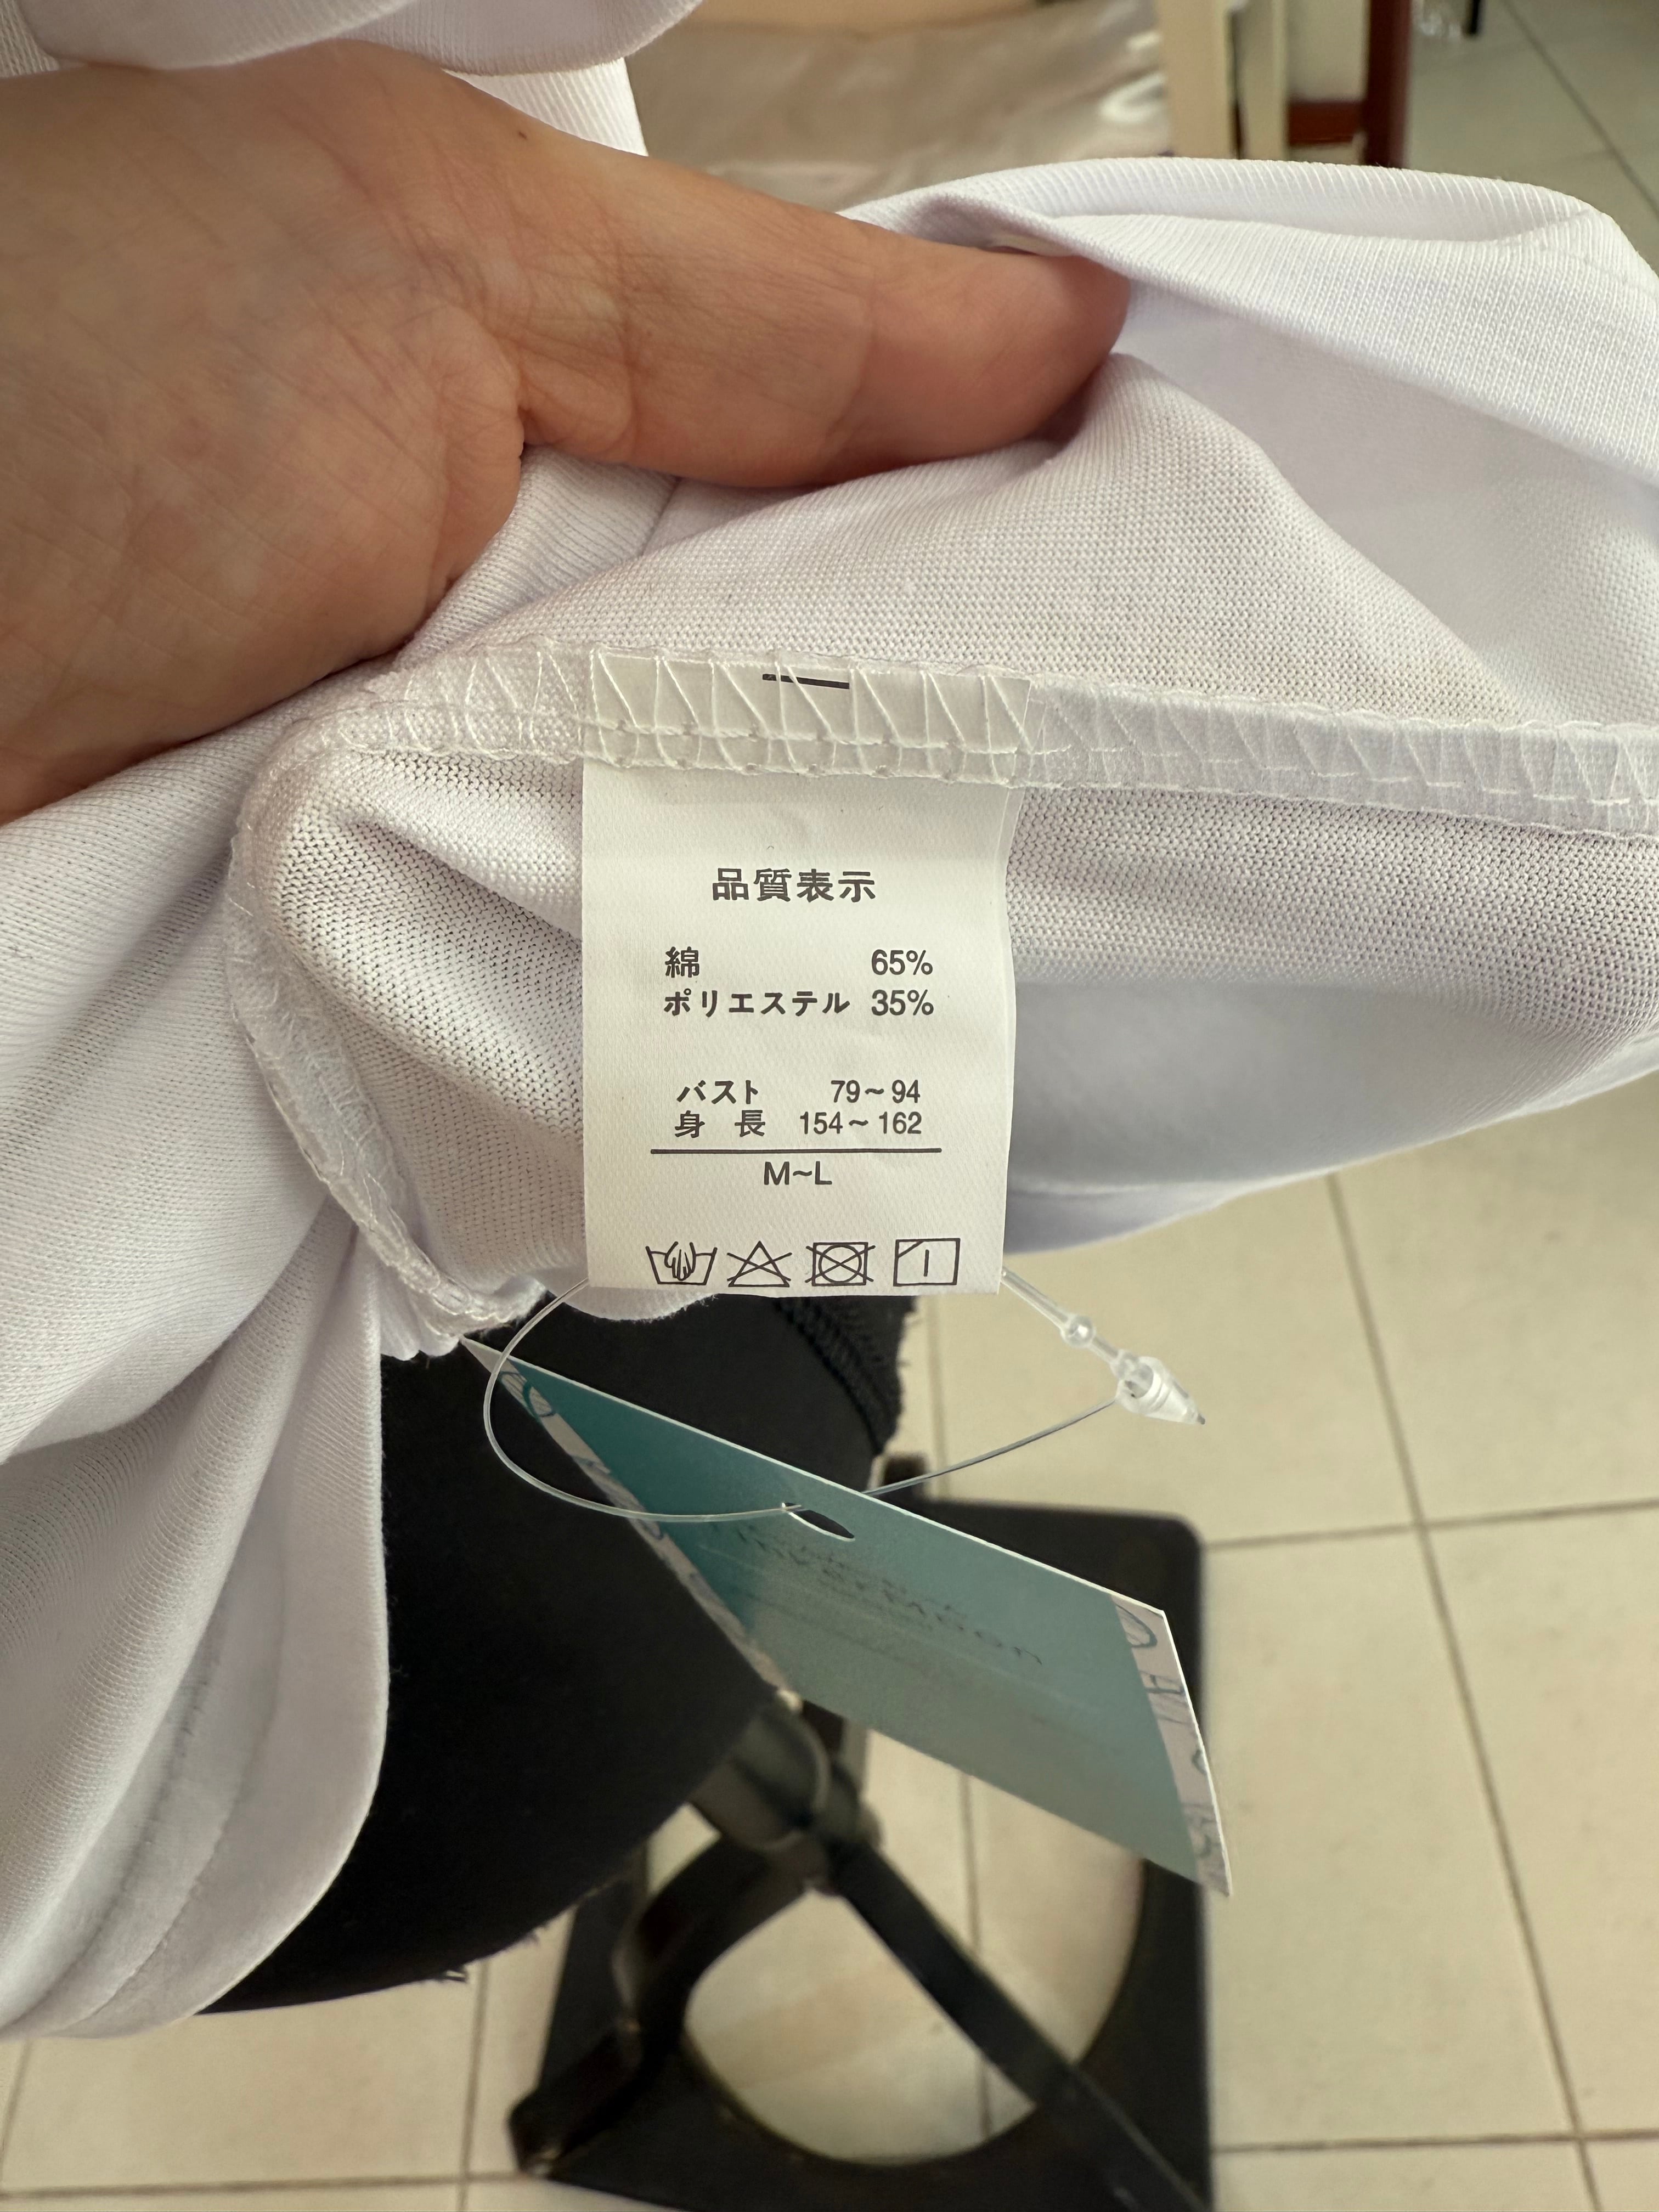 品質表示
綿 65%
ポリエステル 35%
バスト 79~94
身長 154~162
M~L